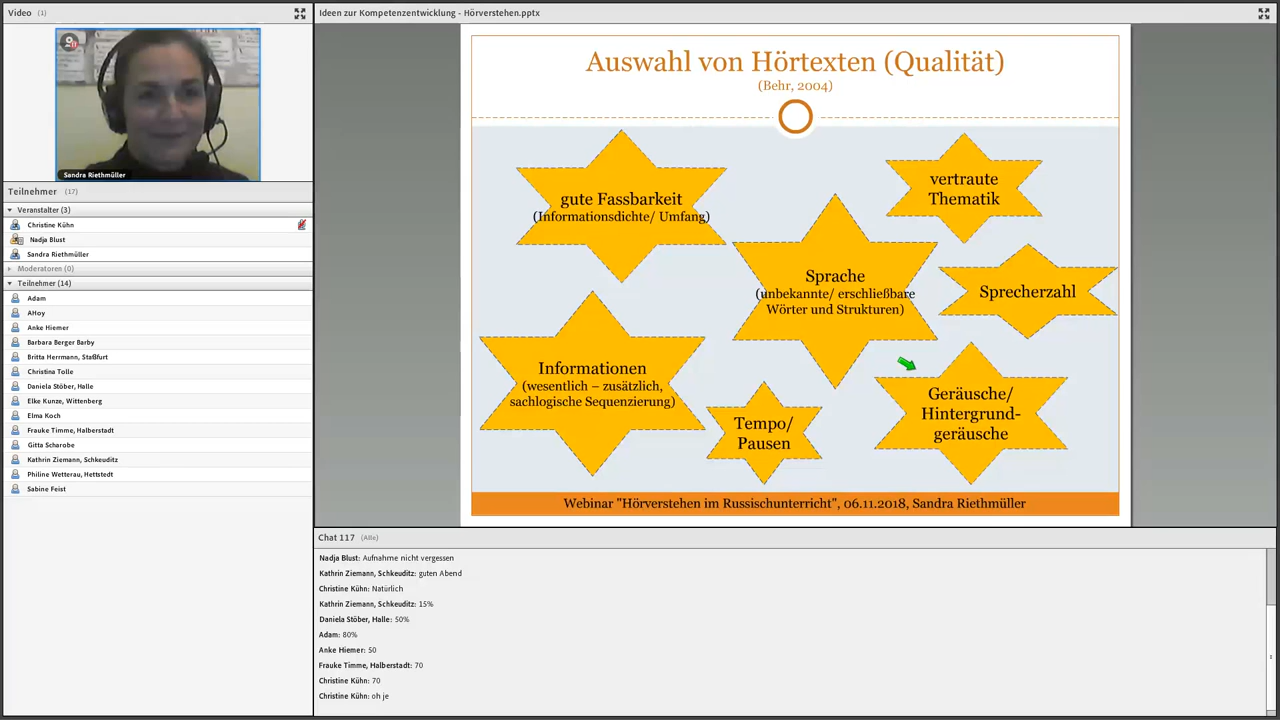 Video (1)
Sandra Riethmüller
Teilnehmer (17)
Veranstalter (3)
Christine Kühn
Nadja Blust
Sandra Riethmüller
Moderatoren (0)
Teilnehmer (14)
Adam
AHoy
Anke Hiemer
Barbara Berger Barby
Britta Herrmann, Staßfurt
Christina Tolle
Daniela Stöber, Halle
Elke Kunze, Wittenberg
Elma Koch
Frauke Timme, Halberstadt
Gitta Scharobe
Kathrin Ziemann, Schkeuditz
Philine Wetterau, Hettstedt
Sabine Feist
Ideen zur Kompetenzentwicklung - Hörverstehen.pptx
Auswahl von Hörtexten (Qualität)
(Behr, 2004)
gute Fassbarkeit
(Informationsdichte/ Umfang)
vertraute
Thematik
Sprache
(unbekannte/ erschließbare
Wörter und Strukturen)
Sprecherzahl
Informationen
(wesentlich – zusätzlich,
sachlogische Sequenzierung)
Tempo/
Pausen
Geräusche/
Hintergrund-
geräusche
Webinar "Hörverstehen im Russischunterricht", 06.11.2018, Sandra Riethmüller
Chat 117 (Alle)
Nadja Blust: Aufnahme nicht vergessen
Kathrin Ziemann, Schkeuditz: guten Abend
Christine Kühn: Natürlich
Kathrin Ziemann, Schkeuditz: 15%
Daniela Stöber, Halle: 50%
Adam: 80%
Anke Hiemer: 50
Frauke Timme, Halberstadt: 70
Christine Kühn: 70
Christine Kühn: oh je